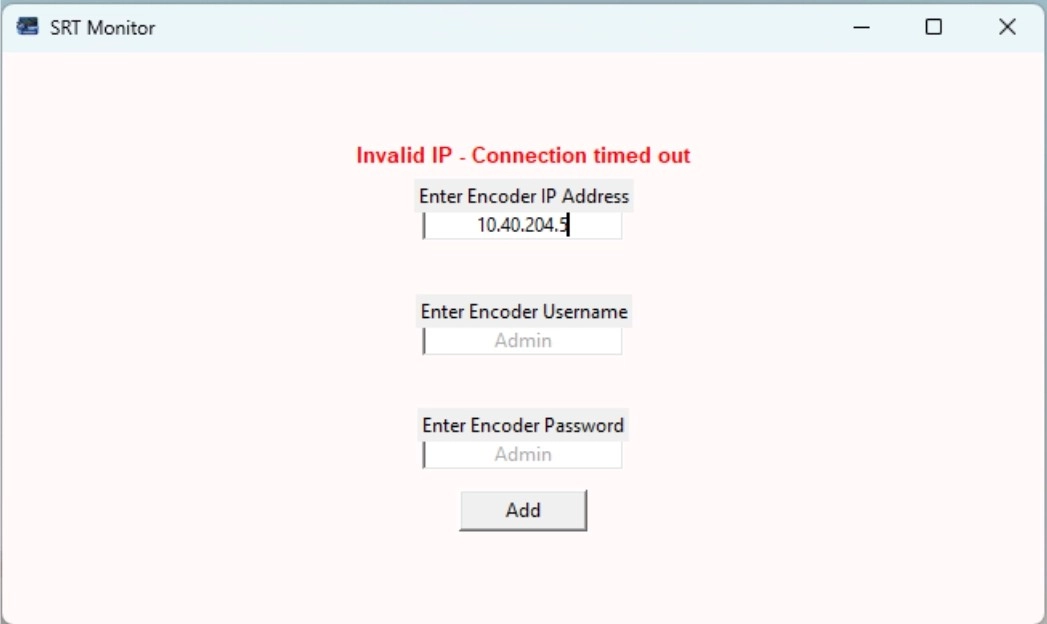 SRT Monitor
Invalid IP - Connection timed out
Enter Encoder IP Address
10.40.204.5
Enter Encoder Username
Admin
Enter Encoder Password
Admin
Add